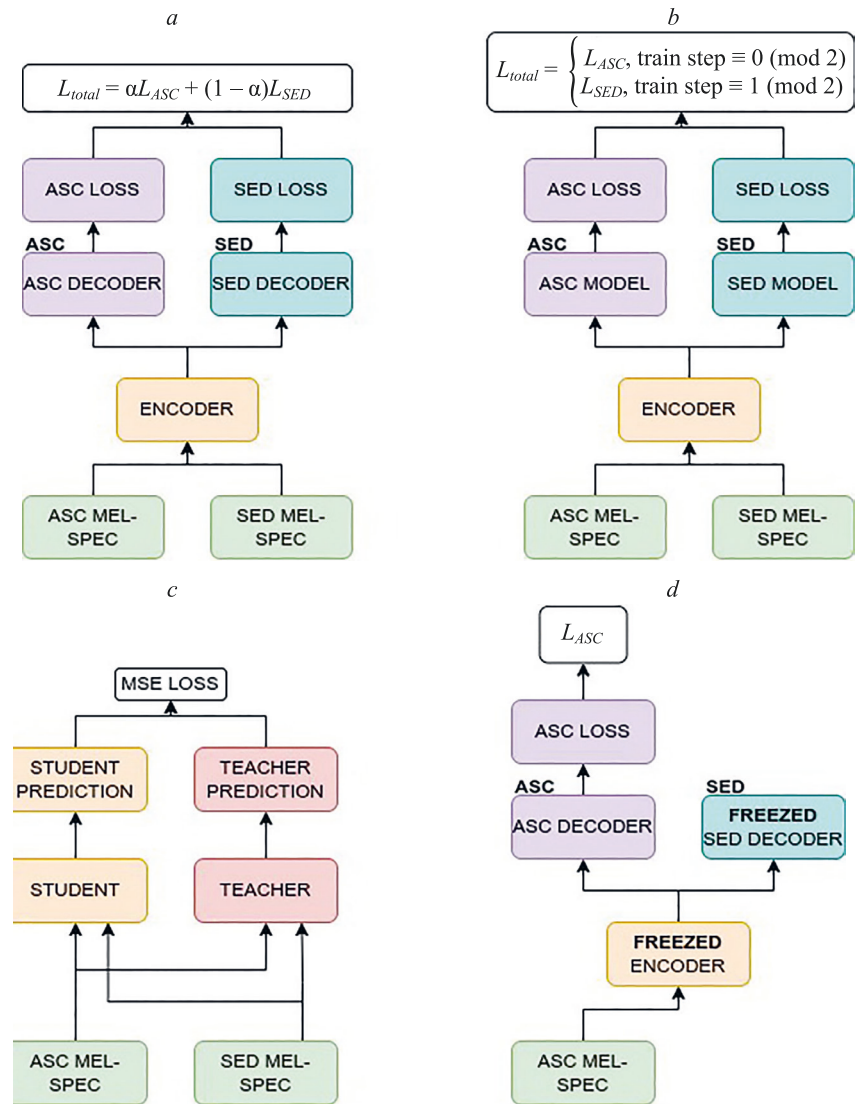 a
L_total = αL_ASC + (1 – α)L_SED
ASC LOSS
SED LOSS
ASC
SED
ASC DECODER
SED DECODER
ENCODER
ASC MEL-
SPEC
SED MEL-
SPEC
b
L_total = { L_ASC, train step ≡ 0 (mod 2)
L_SED, train step ≡ 1 (mod 2)
ASC LOSS
SED LOSS
ASC
SED
ASC MODEL
SED MODEL
ENCODER
ASC MEL-
SPEC
SED MEL-
SPEC
c
MSE LOSS
STUDENT
PREDICTION
TEACHER
PREDICTION
STUDENT
TEACHER
ASC MEL-
SPEC
SED MEL-
SPEC
d
L_ASC
ASC LOSS
ASC
SED
ASC DECODER
FREEZED
SED DECODER
FREEZED
ENCODER
ASC MEL-
SPEC